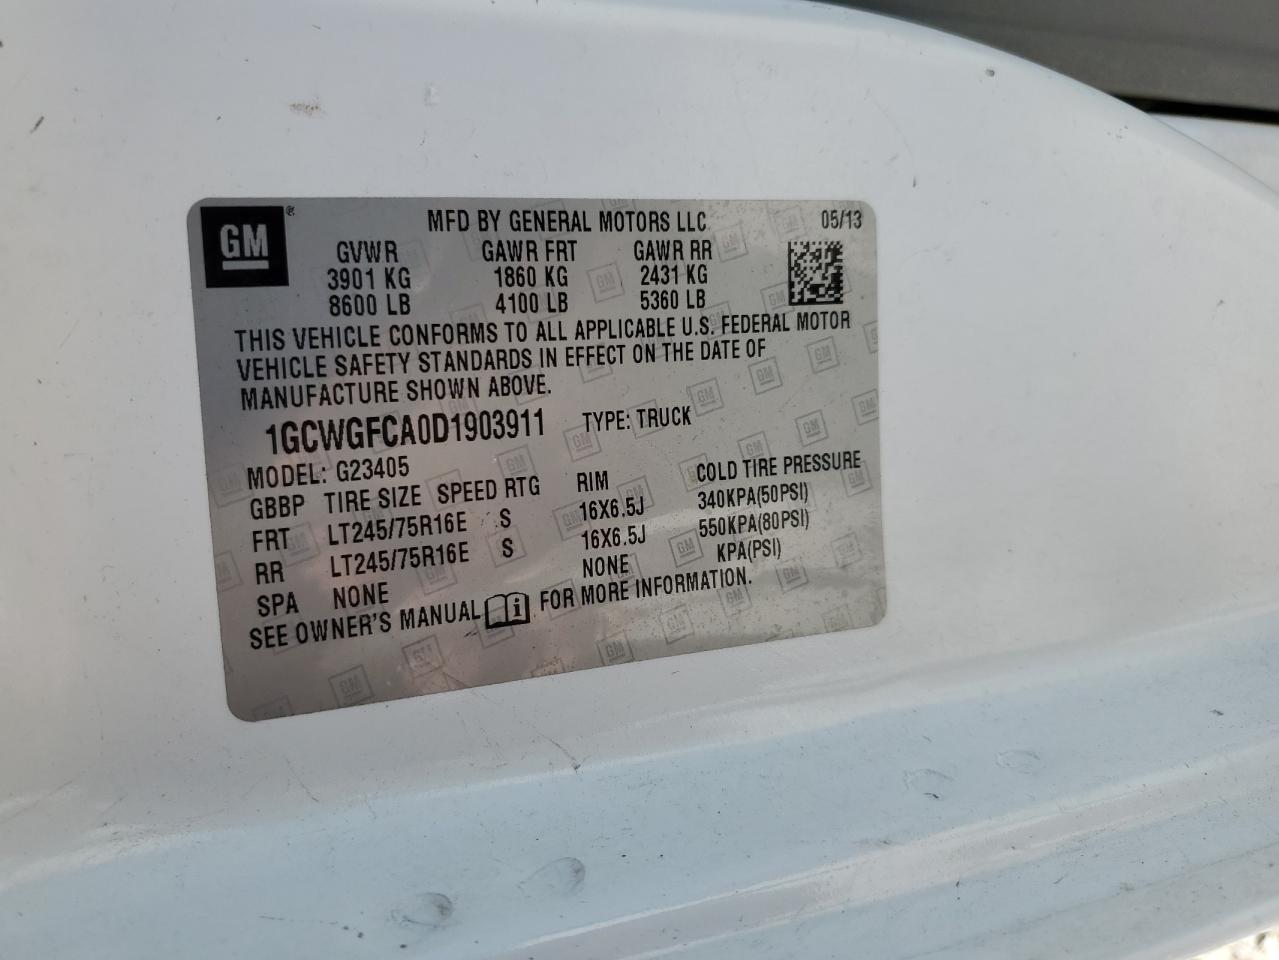 GM®
MFD BY GENERAL MOTORS LLC 05/13
GVWR GAWR FRT GAWR RR
3901 KG 1860 KG 2431 KG
8600 LB 4100 LB 5360 LB
THIS VEHICLE CONFORMS TO ALL APPLICABLE U.S. FEDERAL MOTOR
VEHICLE SAFETY STANDARDS IN EFFECT ON THE DATE OF
MANUFACTURE SHOWN ABOVE.
1GCWGFCA0D1903911 TYPE: TRUCK
MODEL: G23405
GBBP TIRE SIZE SPEED RTG RIM COLD TIRE PRESSURE
FRT LT245/75R16E S 16X6.5J 340KPA(50PSI)
RR LT245/75R16E S 16X6.5J 550KPA(80PSI)
SPA NONE NONE KPA(PSI)
SEE OWNER'S MANUAL i FOR MORE INFORMATION.